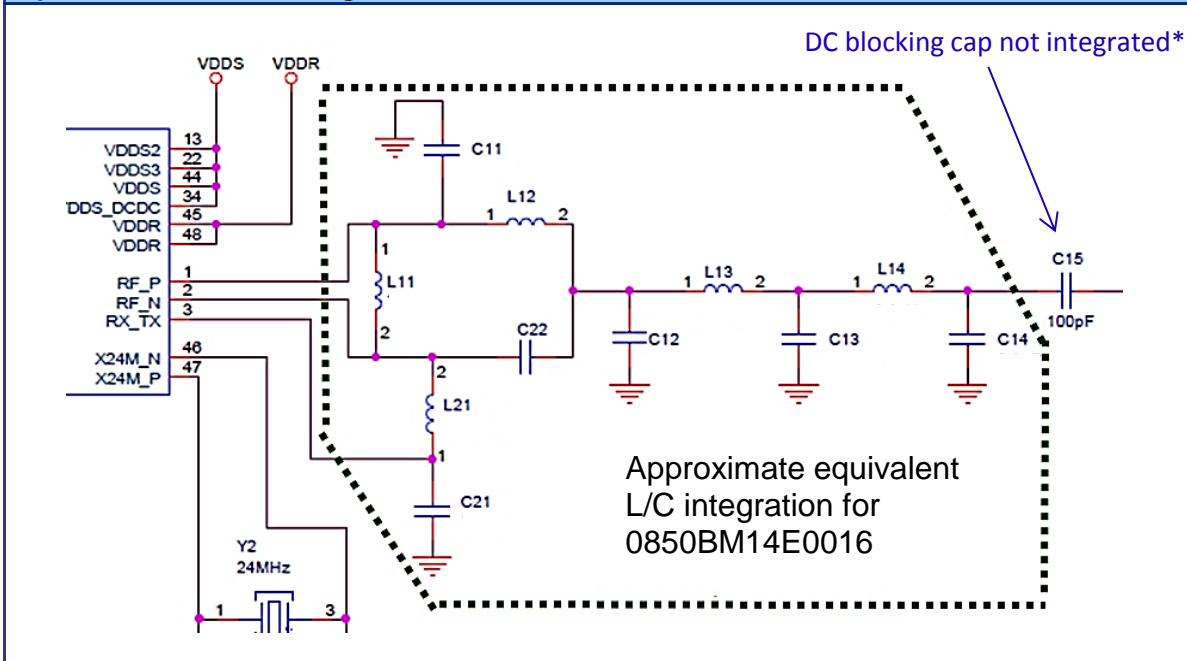 DC blocking cap not integrated*
VDDS VDDR
VDDS2 13
VDDS3 22
VDDS 44
VDDS_DCDC 34
VDDR 45
VDDR 48
RF_P 1
RF_N 2
RX_TX 3
X24M_N 46
X24M_P 47
C11
1 L12 2
1
L11
2
C22
2
L21
1
C21
1 L13 2
1 L14 2
C12
C13
C14
C15
100pF
Approximate equivalent
L/C integration for
0850BM14E0016
Y2
24MHz
1 3